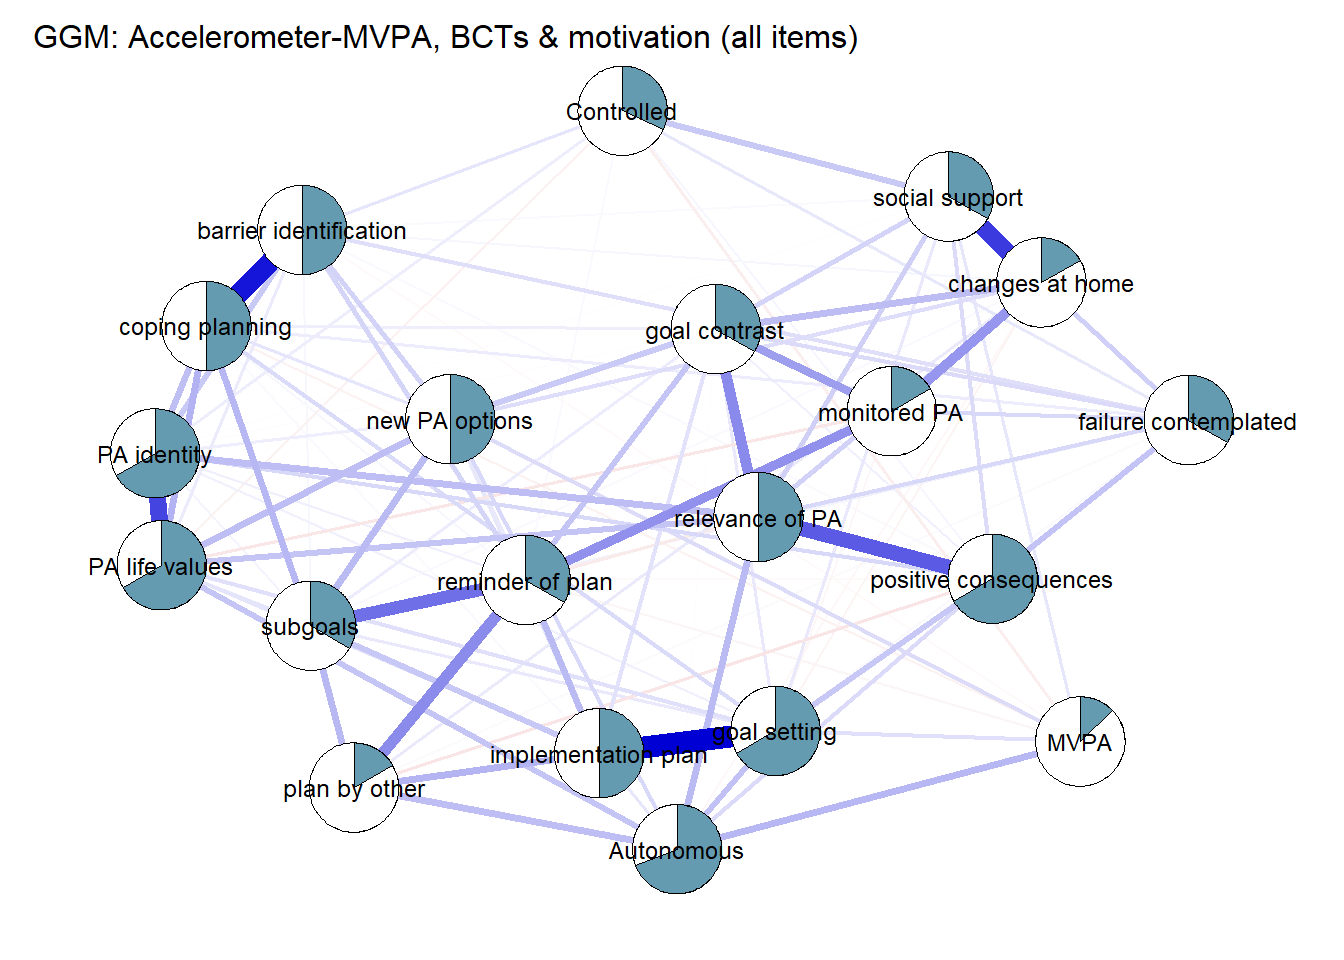 GGM: Accelerometer-MVPA, BCTs & motivation (all items)
Controlled
social support
barrier identification
changes at home
coping planning
goal contrast
monitored PA
new PA options
failure contemplated
PA identity
relevance of PA
PA life values
reminder of plan
positive consequences
subgoals
goal setting
MVPA
implementation plan
plan by other
Autonomous